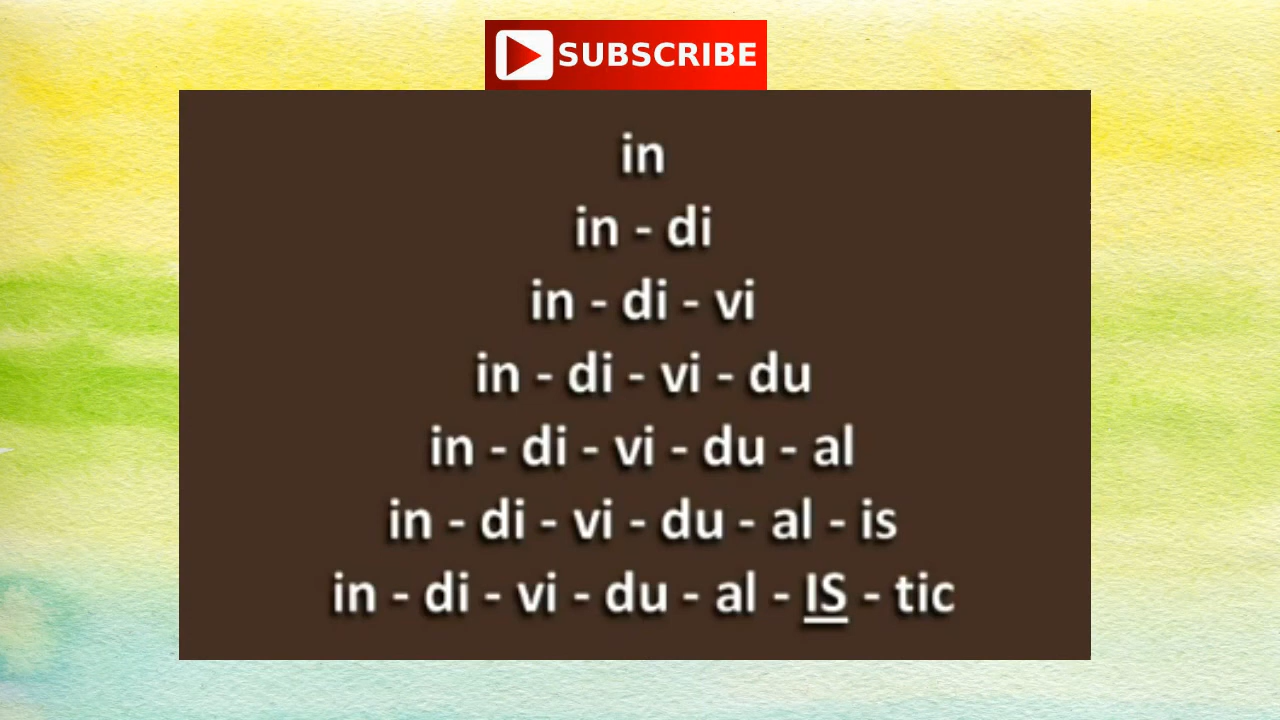 SUBSCRIBE
in
in - di
in - di - vi
in - di - vi - du
in - di - vi - du - al
in - di - vi - du - al - is
in - di - vi - du - al - IS - tic